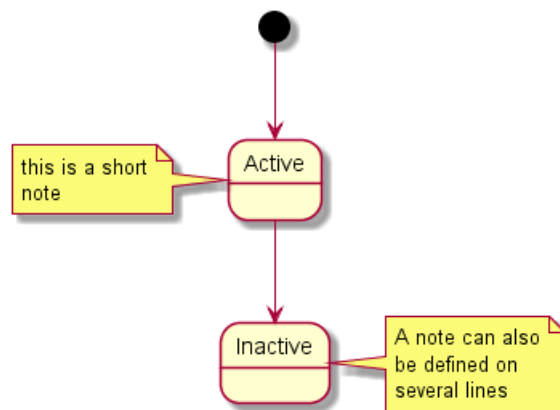 Active
this is a short
note
Inactive
A note can also
be defined on
several lines